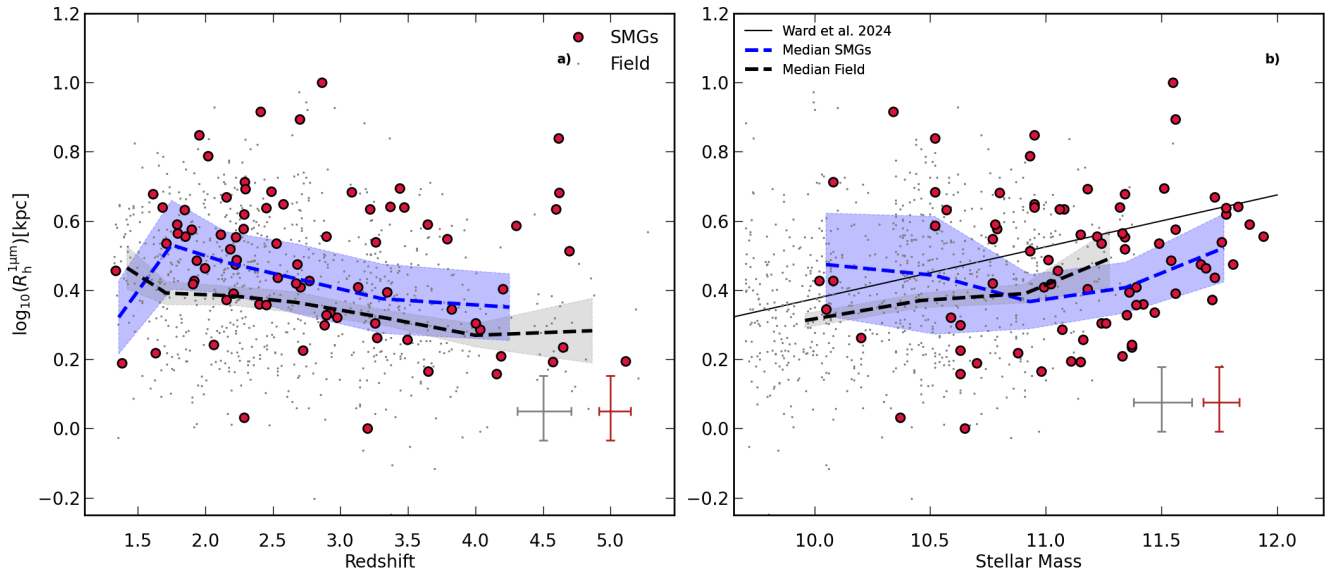 1.2
1.0
0.8
0.6
0.4
0.2
0.0
−0.2
log₁₀(Rₕ¹μᵐ)[kpc]
a)
SMGs
Field
1.5 2.0 2.5 3.0 3.5 4.0 4.5 5.0
Redshift
1.2
1.0
0.8
0.6
0.4
0.2
0.0
−0.2
Ward et al. 2024
Median SMGs
Median Field
b)
10.0 10.5 11.0 11.5 12.0
Stellar Mass